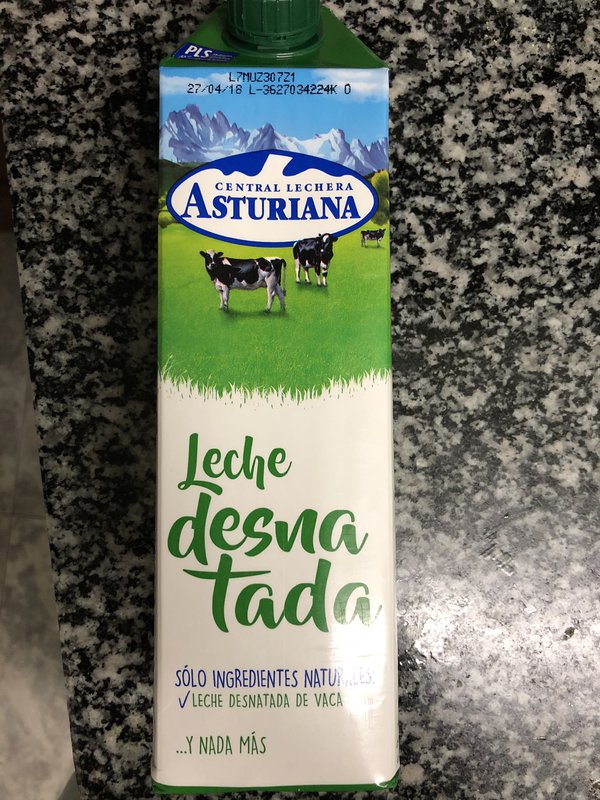 PLS
L7MUZ307Z1
27/04/18 L-3627034224K 0
CENTRAL LECHERA
ASTURIANA
Leche
desna
tada
SÓLO INGREDIENTES NATURALES:
✓ LECHE DESNATADA DE VACA
...Y NADA MÁS